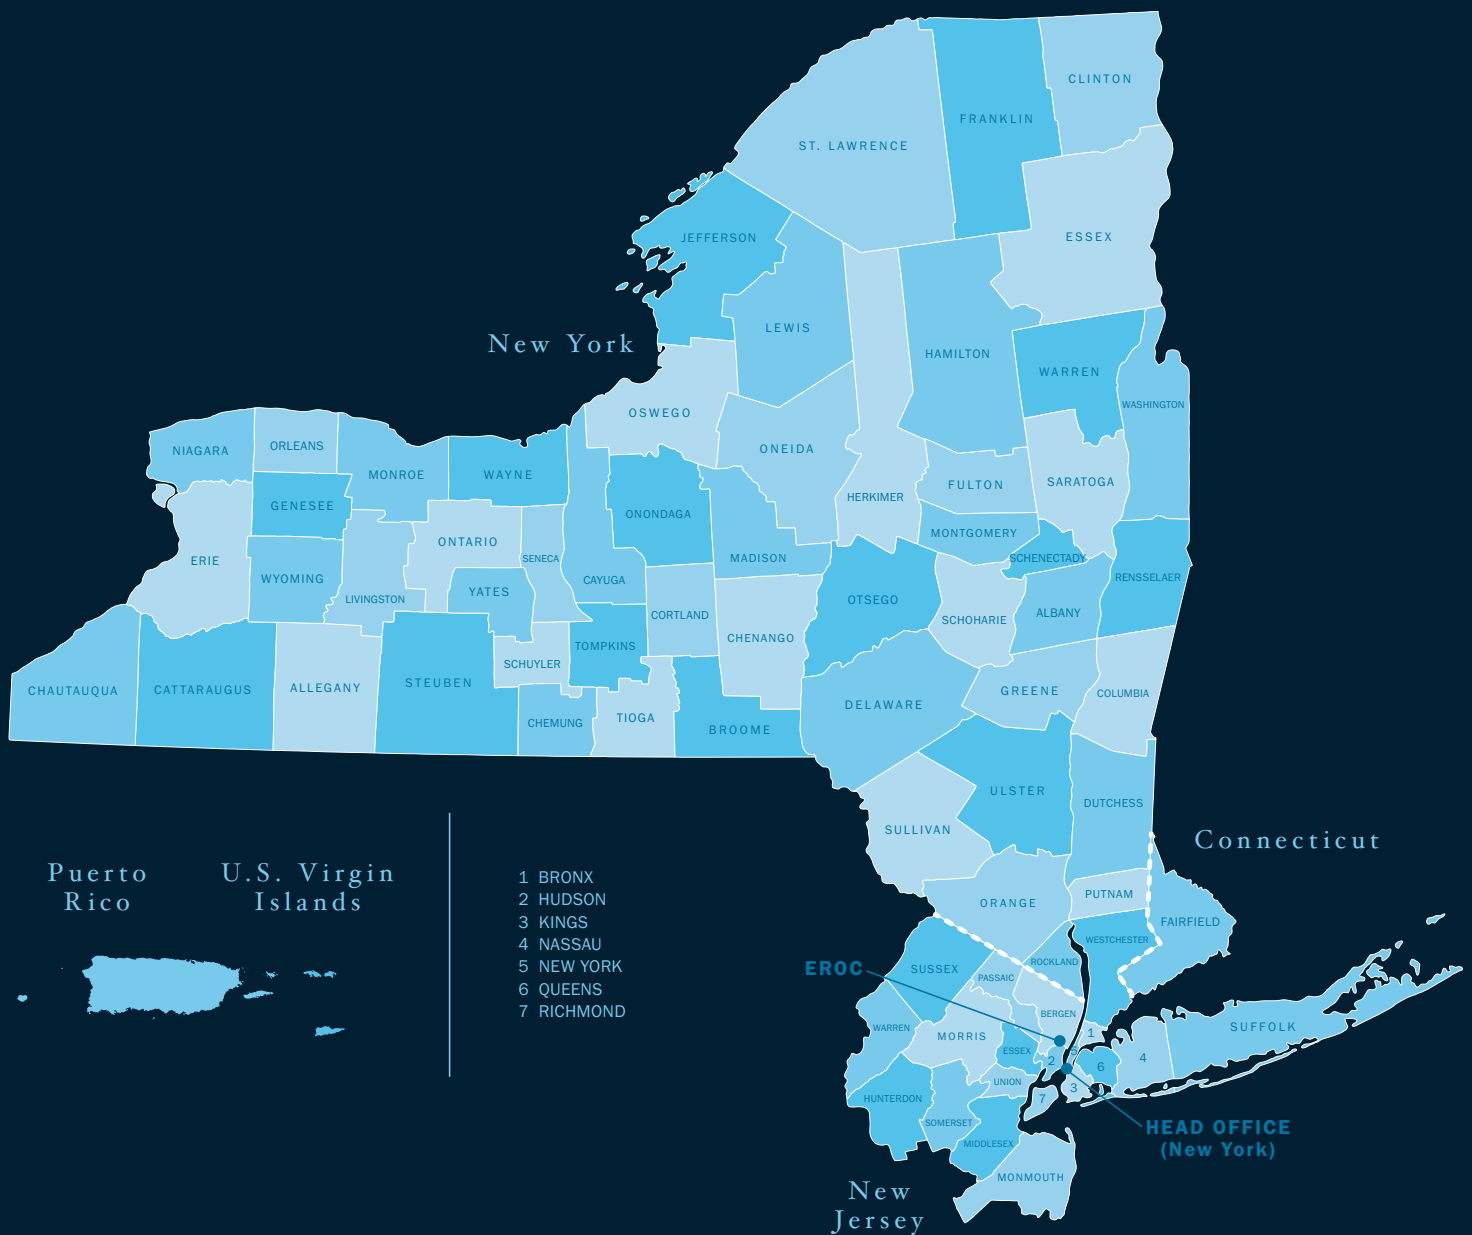 CLINTON
FRANKLIN
ST. LAWRENCE
ESSEX
JEFFERSON
LEWIS
New York
HAMILTON
WARREN
WASHINGTON
OSWEGO
ONEIDA
NIAGARA
ORLEANS
MONROE
WAYNE
HERKIMER
FULTON
SARATOGA
GENESEE
ONONDAGA
MONTGOMERY
ERIE
ONTARIO
SENECA
MADISON
SCHENECTADY
WYOMING
CAYUGA
RENSSELAER
LIVINGSTON
YATES
OTSEGO
CORTLAND
SCHOHARIE
ALBANY
CHENANGO
TOMPKINS
SCHUYLER
CHAUTAUQUA
CATTARAUGUS
ALLEGANY
STEUBEN
GREENE
COLUMBIA
DELAWARE
CHEMUNG
TIOGA
BROOME
ULSTER
DUTCHESS
SULLIVAN
Connecticut
Puerto
Rico
U.S. Virgin
Islands
1 BRONX
2 HUDSON
3 KINGS
4 NASSAU
5 NEW YORK
6 QUEENS
7 RICHMOND
PUTNAM
ORANGE
FAIRFIELD
WESTCHESTER
ROCKLAND
EROC
SUSSEX
PASSAIC
BERGEN
WARREN
MORRIS
ESSEX
SUFFOLK
1
5
2
6
4
UNION
3
7
HUNTERDON
SOMERSET
MIDDLESEX
HEAD OFFICE
(New York)
MONMOUTH
New
Jersey